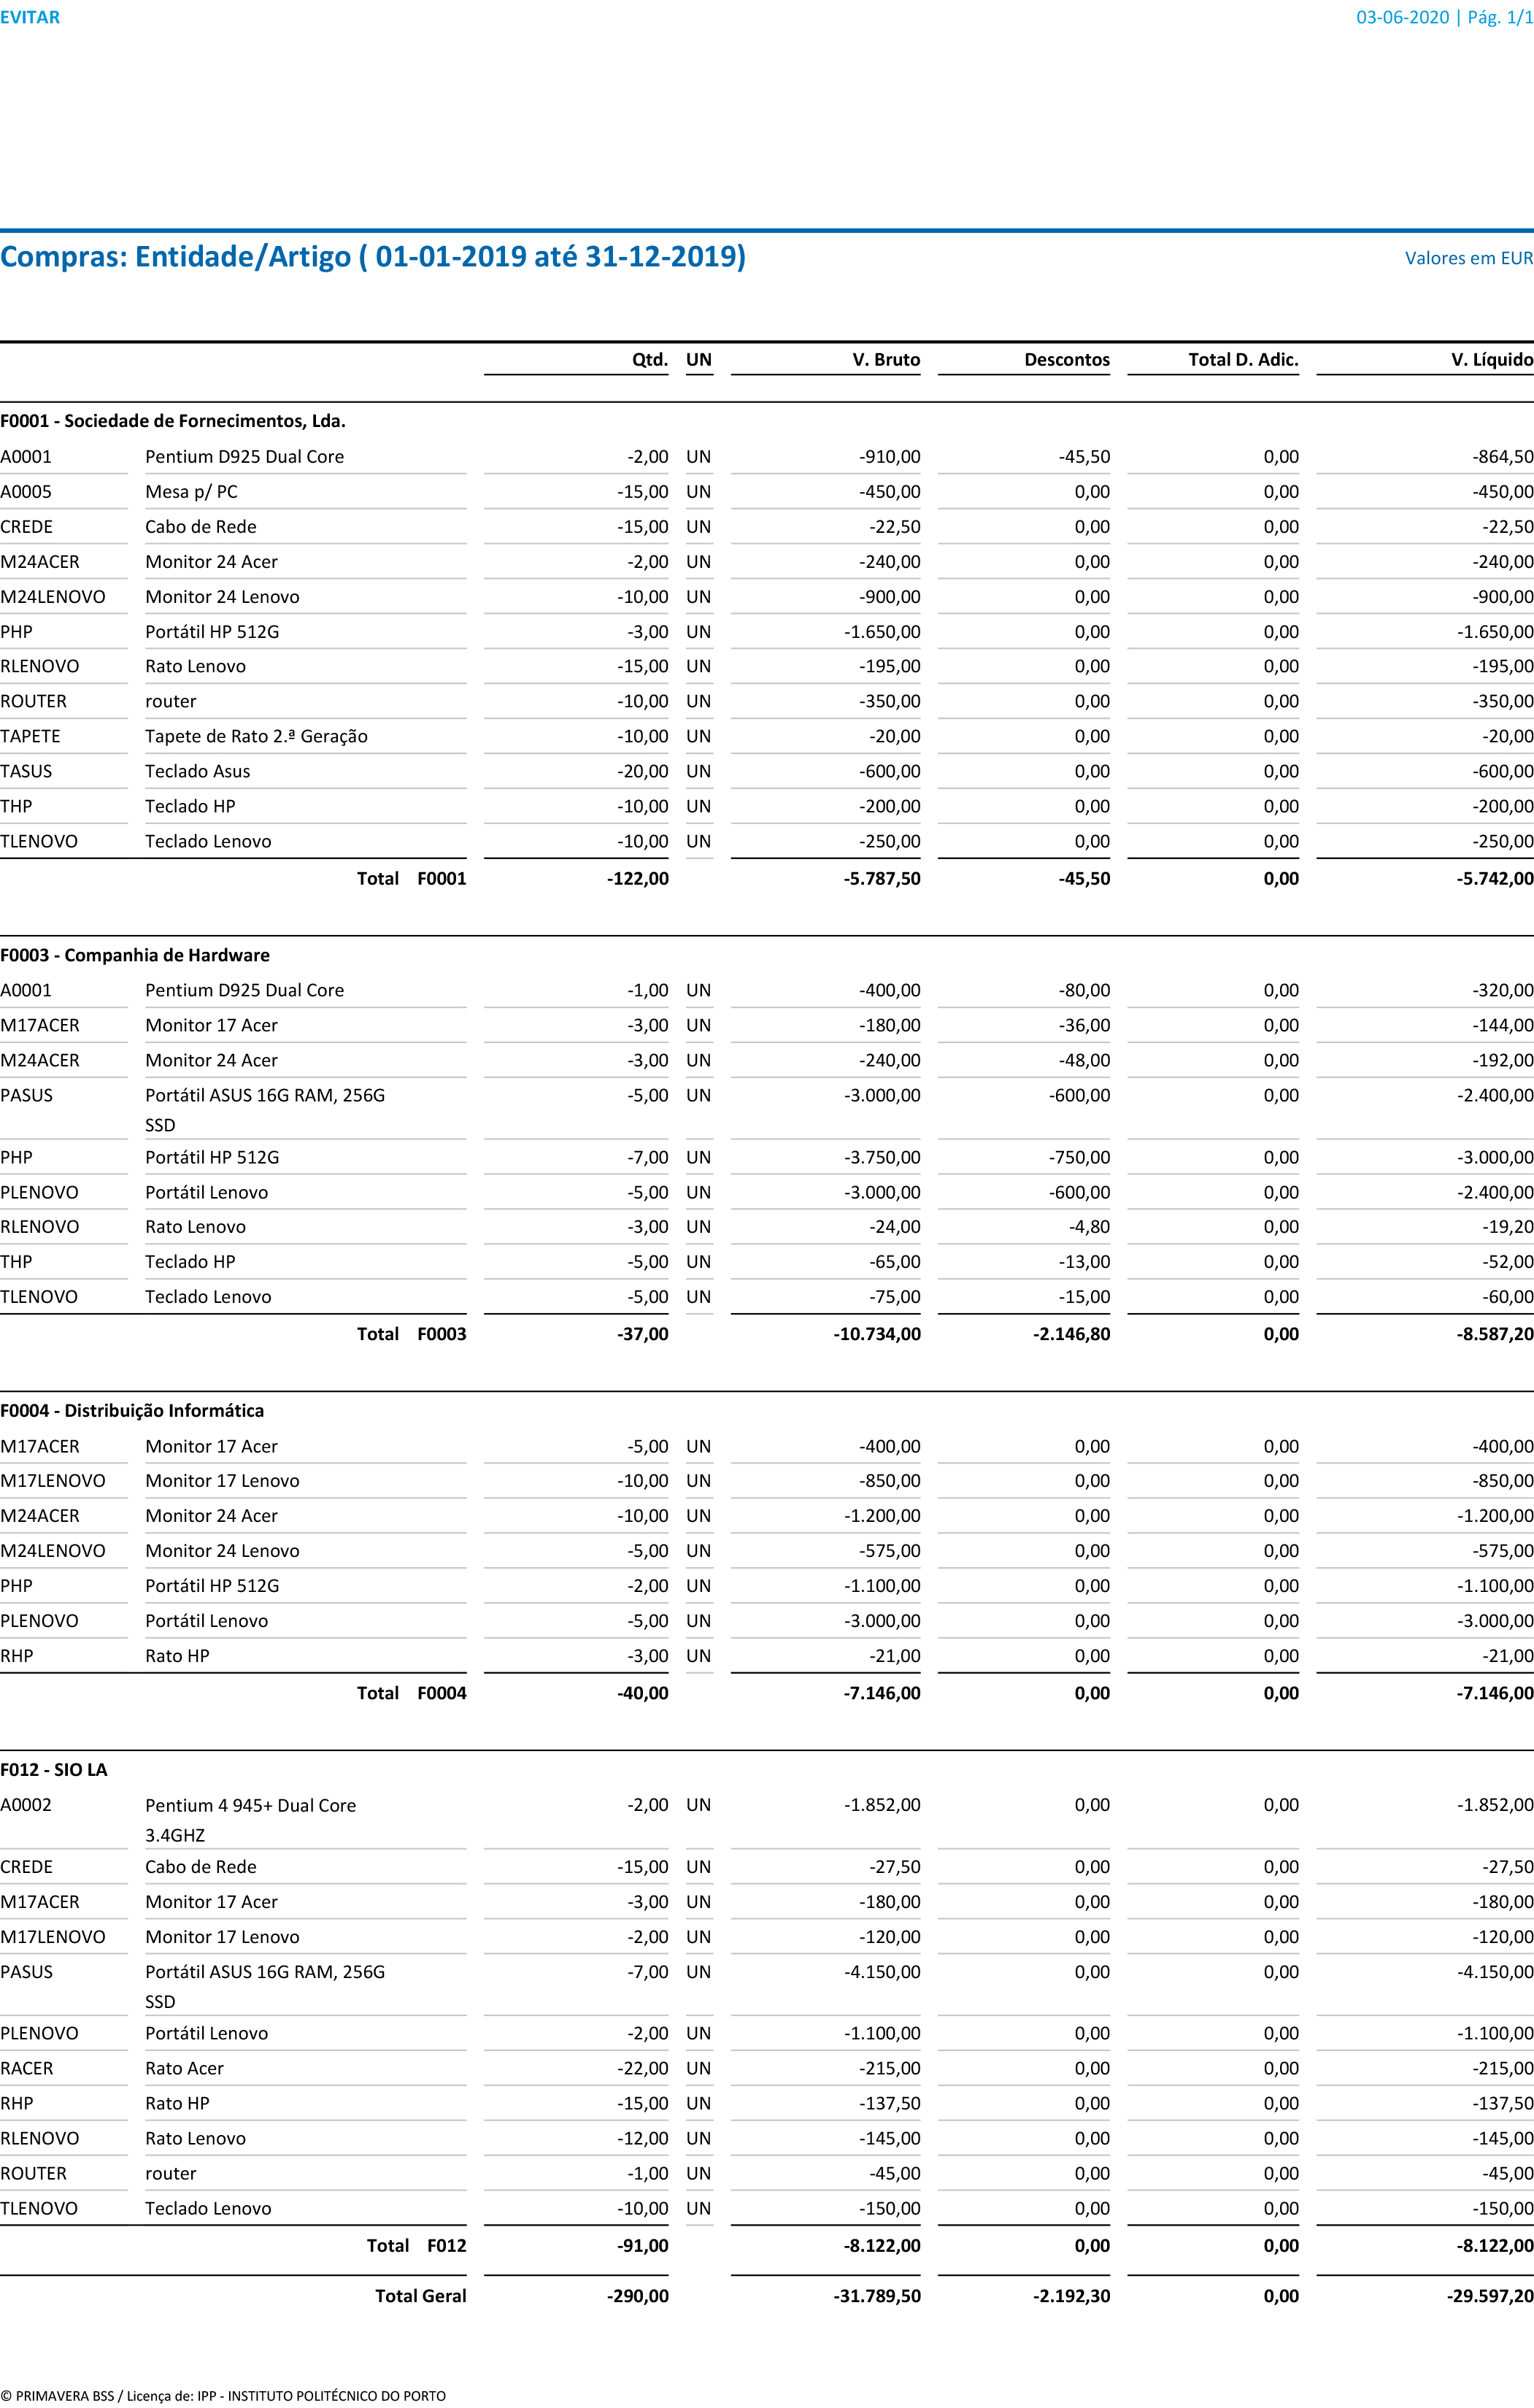 EVITAR 03-06-2020 | Pág. 1/1
Compras: Entidade/Artigo ( 01-01-2019 até 31-12-2019) Valores em EUR
Qtd. UN V. Bruto Descontos Total D. Adic. V. Líquido
F0001 - Sociedade de Fornecimentos, Lda.
A0001 Pentium D925 Dual Core -2,00 UN -910,00 -45,50 0,00 -864,50
A0005 Mesa p/ PC -15,00 UN -450,00 0,00 0,00 -450,00
CREDE Cabo de Rede -15,00 UN -22,50 0,00 0,00 -22,50
M24ACER Monitor 24 Acer -2,00 UN -240,00 0,00 0,00 -240,00
M24LENOVO Monitor 24 Lenovo -10,00 UN -900,00 0,00 0,00 -900,00
PHP Portátil HP 512G -3,00 UN -1.650,00 0,00 0,00 -1.650,00
RLENOVO Rato Lenovo -15,00 UN -195,00 0,00 0,00 -195,00
ROUTER router -10,00 UN -350,00 0,00 0,00 -350,00
TAPETE Tapete de Rato 2.ª Geração -10,00 UN -20,00 0,00 0,00 -20,00
TASUS Teclado Asus -20,00 UN -600,00 0,00 0,00 -600,00
THP Teclado HP -10,00 UN -200,00 0,00 0,00 -200,00
TLENOVO Teclado Lenovo -10,00 UN -250,00 0,00 0,00 -250,00
Total F0001 -122,00 -5.787,50 -45,50 0,00 -5.742,00
F0003 - Companhia de Hardware
A0001 Pentium D925 Dual Core -1,00 UN -400,00 -80,00 0,00 -320,00
M17ACER Monitor 17 Acer -3,00 UN -180,00 -36,00 0,00 -144,00
M24ACER Monitor 24 Acer -3,00 UN -240,00 -48,00 0,00 -192,00
PASUS Portátil ASUS 16G RAM, 256G -5,00 UN -3.000,00 -600,00 0,00 -2.400,00
SSD
PHP Portátil HP 512G -7,00 UN -3.750,00 -750,00 0,00 -3.000,00
PLENOVO Portátil Lenovo -5,00 UN -3.000,00 -600,00 0,00 -2.400,00
RLENOVO Rato Lenovo -3,00 UN -24,00 -4,80 0,00 -19,20
THP Teclado HP -5,00 UN -65,00 -13,00 0,00 -52,00
TLENOVO Teclado Lenovo -5,00 UN -75,00 -15,00 0,00 -60,00
Total F0003 -37,00 -10.734,00 -2.146,80 0,00 -8.587,20
F0004 - Distribuição Informática
M17ACER Monitor 17 Acer -5,00 UN -400,00 0,00 0,00 -400,00
M17LENOVO Monitor 17 Lenovo -10,00 UN -850,00 0,00 0,00 -850,00
M24ACER Monitor 24 Acer -10,00 UN -1.200,00 0,00 0,00 -1.200,00
M24LENOVO Monitor 24 Lenovo -5,00 UN -575,00 0,00 0,00 -575,00
PHP Portátil HP 512G -2,00 UN -1.100,00 0,00 0,00 -1.100,00
PLENOVO Portátil Lenovo -5,00 UN -3.000,00 0,00 0,00 -3.000,00
RHP Rato HP -3,00 UN -21,00 0,00 0,00 -21,00
Total F0004 -40,00 -7.146,00 0,00 0,00 -7.146,00
F012 - SIO LA
A0002 Pentium 4 945+ Dual Core -2,00 UN -1.852,00 0,00 0,00 -1.852,00
3.4GHZ
CREDE Cabo de Rede -15,00 UN -27,50 0,00 0,00 -27,50
M17ACER Monitor 17 Acer -3,00 UN -180,00 0,00 0,00 -180,00
M17LENOVO Monitor 17 Lenovo -2,00 UN -120,00 0,00 0,00 -120,00
PASUS Portátil ASUS 16G RAM, 256G -7,00 UN -4.150,00 0,00 0,00 -4.150,00
SSD
PLENOVO Portátil Lenovo -2,00 UN -1.100,00 0,00 0,00 -1.100,00
RACER Rato Acer -22,00 UN -215,00 0,00 0,00 -215,00
RHP Rato HP -15,00 UN -137,50 0,00 0,00 -137,50
RLENOVO Rato Lenovo -12,00 UN -145,00 0,00 0,00 -145,00
ROUTER router -1,00 UN -45,00 0,00 0,00 -45,00
TLENOVO Teclado Lenovo -10,00 UN -150,00 0,00 0,00 -150,00
Total F012 -91,00 -8.122,00 0,00 0,00 -8.122,00
Total Geral -290,00 -31.789,50 -2.192,30 0,00 -29.597,20
© PRIMAVERA BSS / Licença de: IPP - INSTITUTO POLITÉCNICO DO PORTO